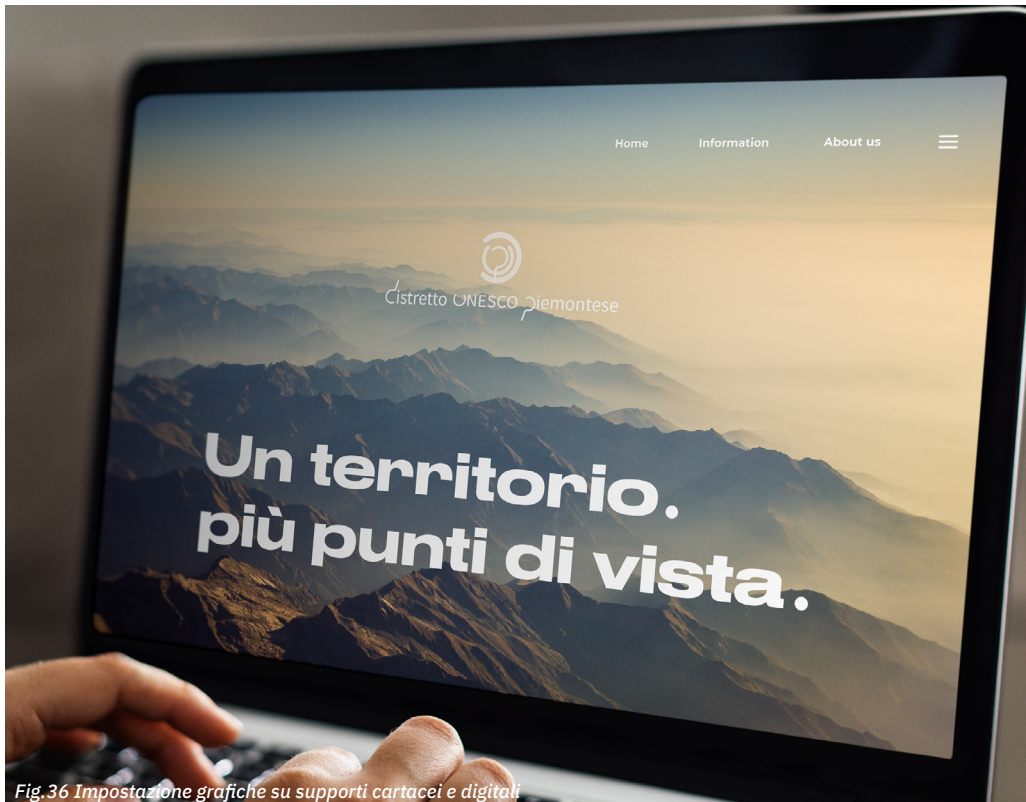 Home Information About us
Distretto UNESCO Piemontese
Un territorio.
più punti di vista.
Fig.36 Impostazione grafiche su supporti cartacei e digitali